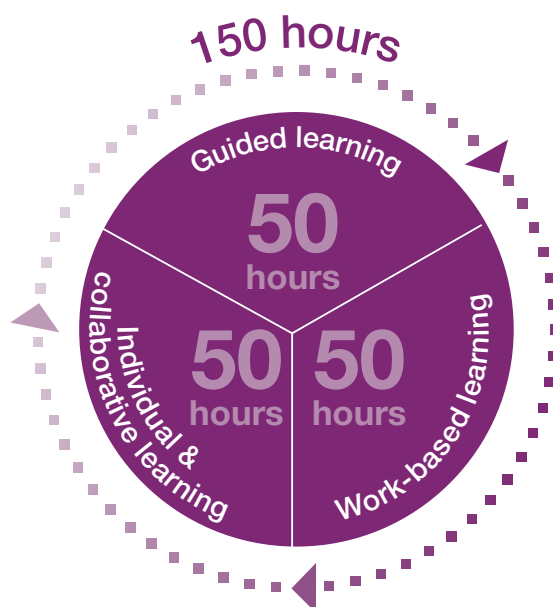 150 hours
Guided learning
50
hours
Individual &
collaborative learning
50
hours
50
hours
Work-based learning